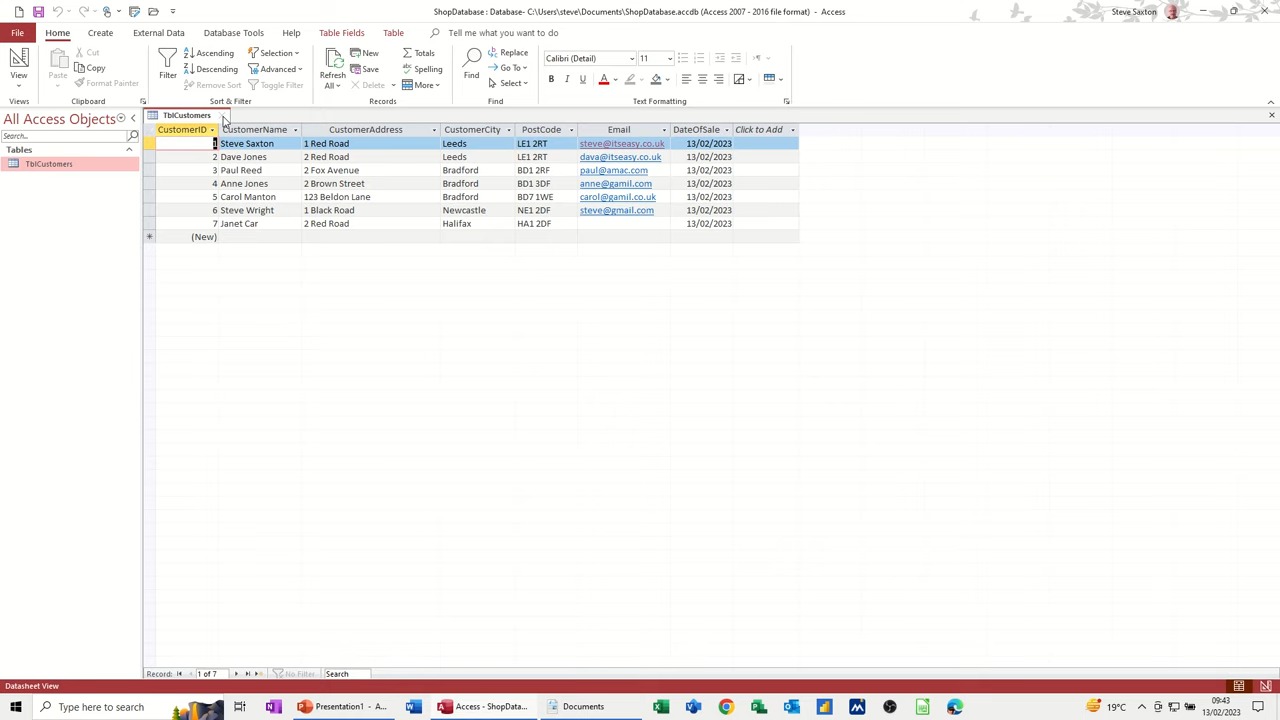 ShopDatabase : Database- C:\Users\steve\Documents\ShopDatabase.accdb (Access 2007 - 2016 file format) - Access
Steve Saxton
File Home Create External Data Database Tools Help Table Fields Table Tell me what you want to do
View
Views
Paste
Cut
Copy
Format Painter
Clipboard
Filter
Ascending
Descending
Remove Sort
Selection
Advanced
Toggle Filter
Sort & Filter
Refresh
All
New
Save
Delete
Totals
Spelling
More
Records
Find
Replace
Go To
Select
Find
Calibri (Detail) 11
B I U
A
Text Formatting
All Access Objects
Search...
Tables
TblCustomers
TblCustomers
CustomerID CustomerName CustomerAddress CustomerCity PostCode Email DateOfSale Click to Add
1 Steve Saxton 1 Red Road Leeds LE1 2RT steve@itseasy.co.uk 13/02/2023
2 Dave Jones 2 Red Road Leeds LE1 2RT dava@itseasy.co.uk 13/02/2023
3 Paul Reed 2 Fox Avenue Bradford BD1 2RF paul@amac.com 13/02/2023
4 Anne Jones 2 Brown Street Bradford BD1 3DF anne@gamil.com 13/02/2023
5 Carol Manton 123 Beldon Lane Bradford BD7 1WE carol@gamil.co.uk 13/02/2023
6 Steve Wright 1 Black Road Newcastle NE1 2DF steve@gmail.com 13/02/2023
7 Janet Car 2 Red Road Halifax HA1 2DF 13/02/2023
(New)
Record: 1 of 7 No Filter Search
Datasheet View
Type here to search
Presentation1 - A...
Access - ShopData...
Documents
19°C
09:43
13/02/2023